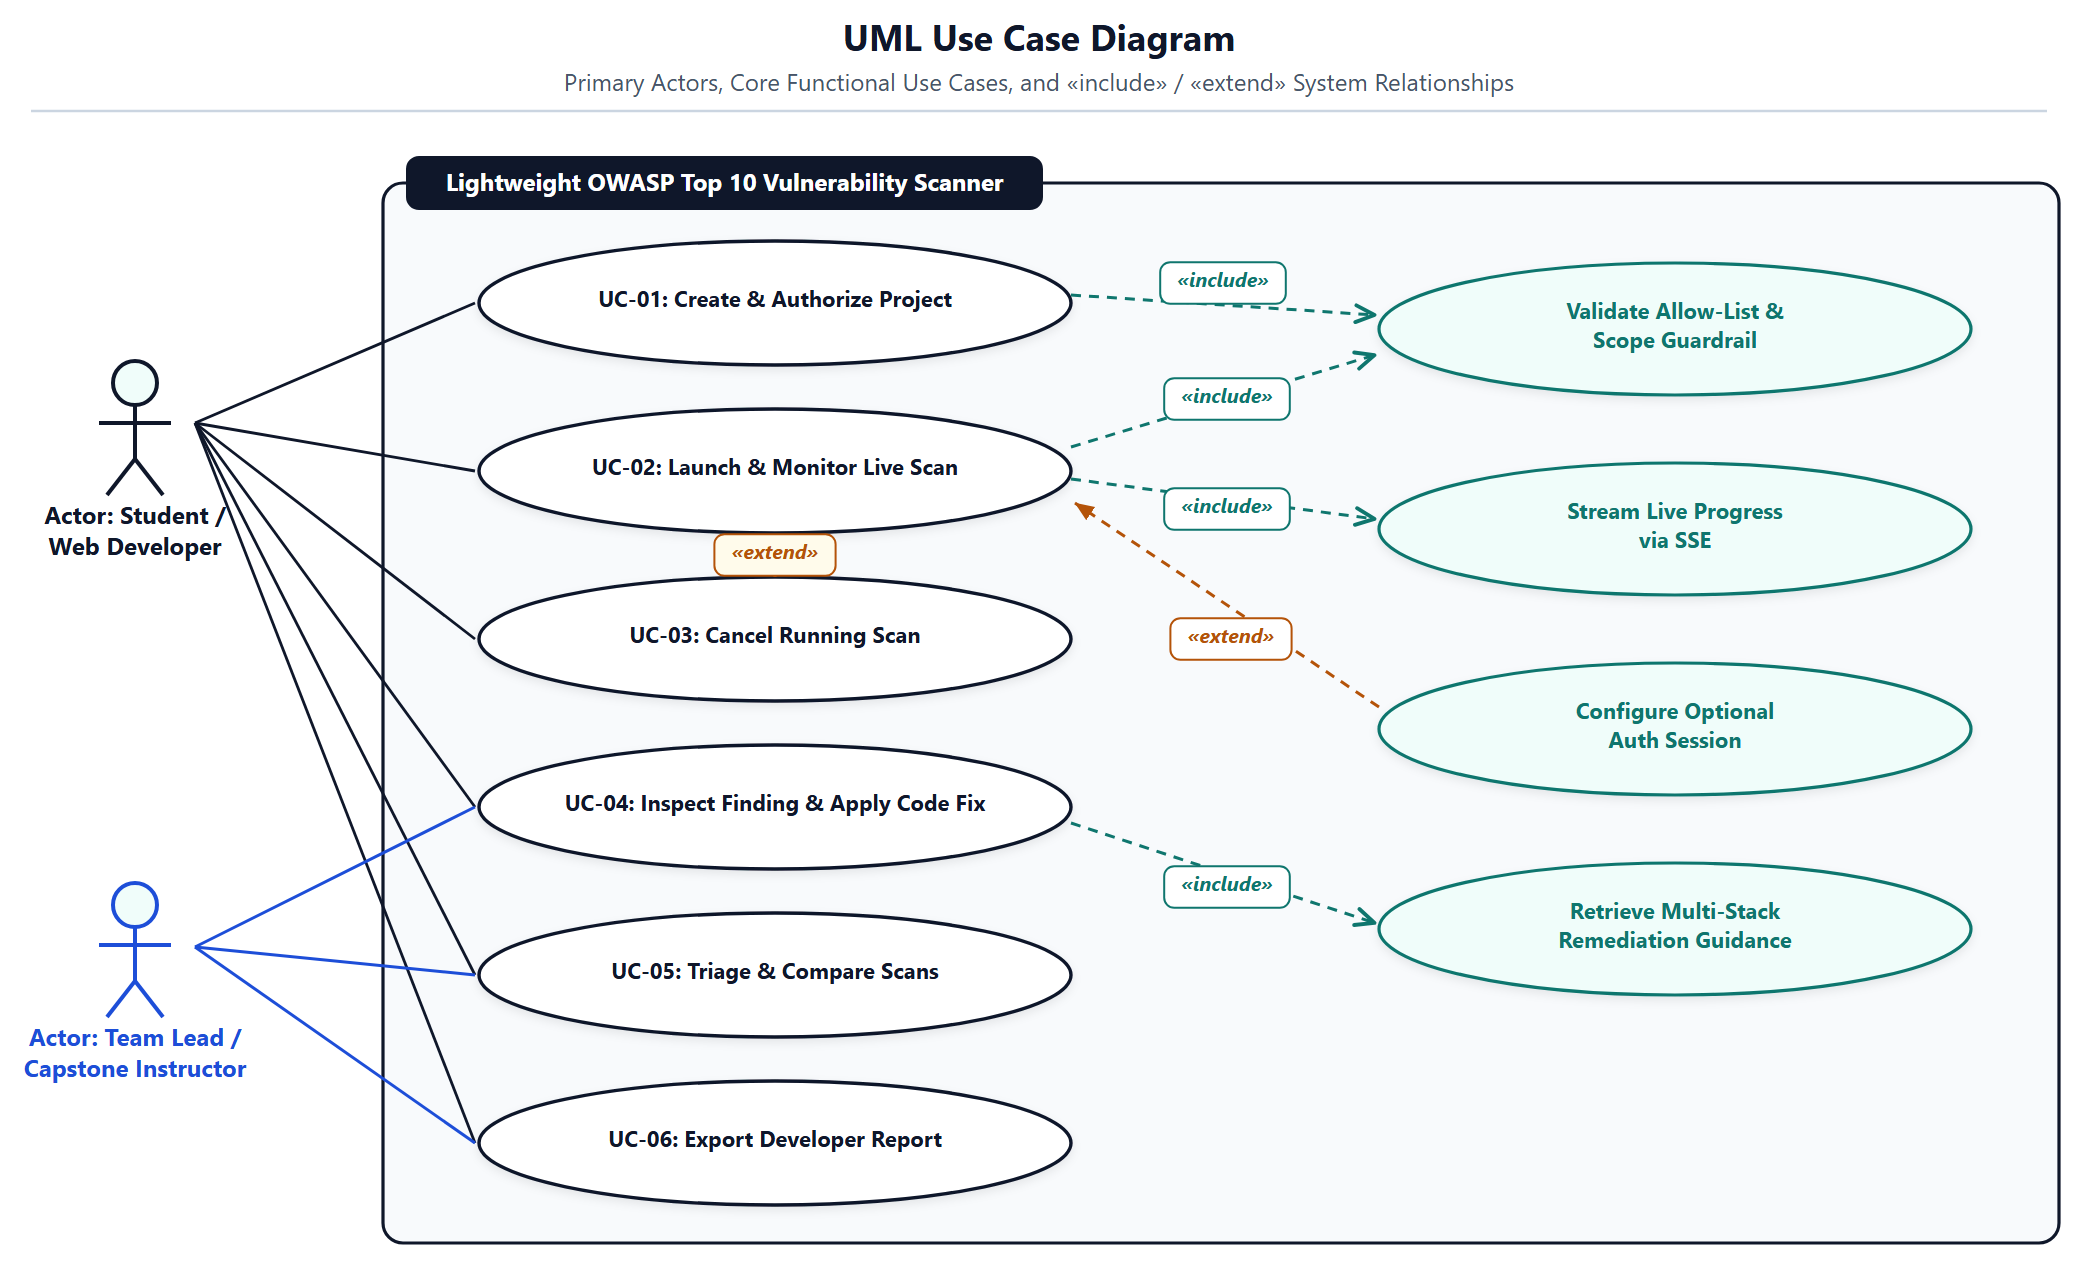 UML Use Case Diagram
Primary Actors, Core Functional Use Cases, and «include» / «extend» System Relationships
Lightweight OWASP Top 10 Vulnerability Scanner
UC-01: Create & Authorize Project
«include»
Validate Allow-List &
Scope Guardrail
«include»
UC-02: Launch & Monitor Live Scan
«include»
Stream Live Progress
via SSE
Actor: Student /
Web Developer
«extend»
UC-03: Cancel Running Scan
«extend»
Configure Optional
Auth Session
UC-04: Inspect Finding & Apply Code Fix
«include»
Retrieve Multi-Stack
Remediation Guidance
UC-05: Triage & Compare Scans
Actor: Team Lead /
Capstone Instructor
UC-06: Export Developer Report